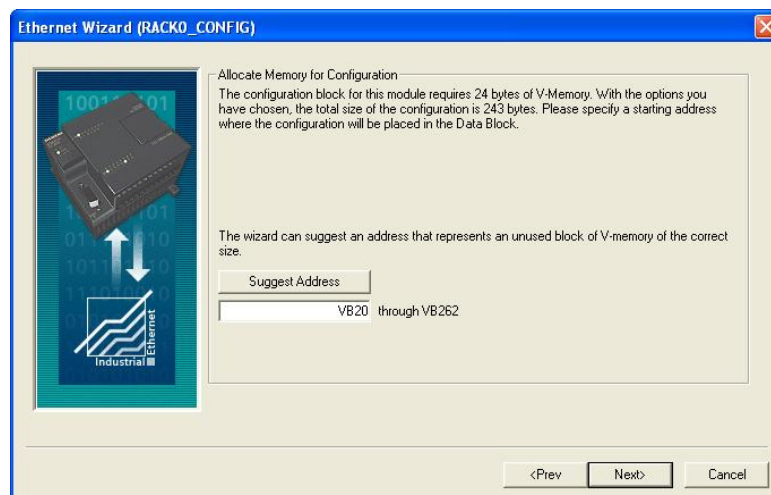 Ethernet Wizard (RACK0_CONFIG)
Allocate Memory for Configuration
The configuration block for this module requires 24 bytes of V-Memory. With the options you
have chosen, the total size of the configuration is 243 bytes. Please specify a starting address
where the configuration will be placed in the Data Block.
The wizard can suggest an address that represents an unused block of V-memory of the correct
size.
Suggest Address
VB20 through VB262
Industrial
Ethernet
<Prev
Next>
Cancel